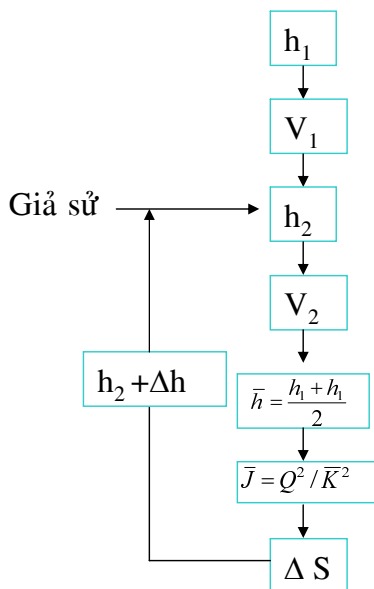 h₁
V₁
Giả sử
h₂
V₂
h₂ +Δh
h̄ = (h₁ + h₁)/2
J̄ = Q² / K̄²
Δ S